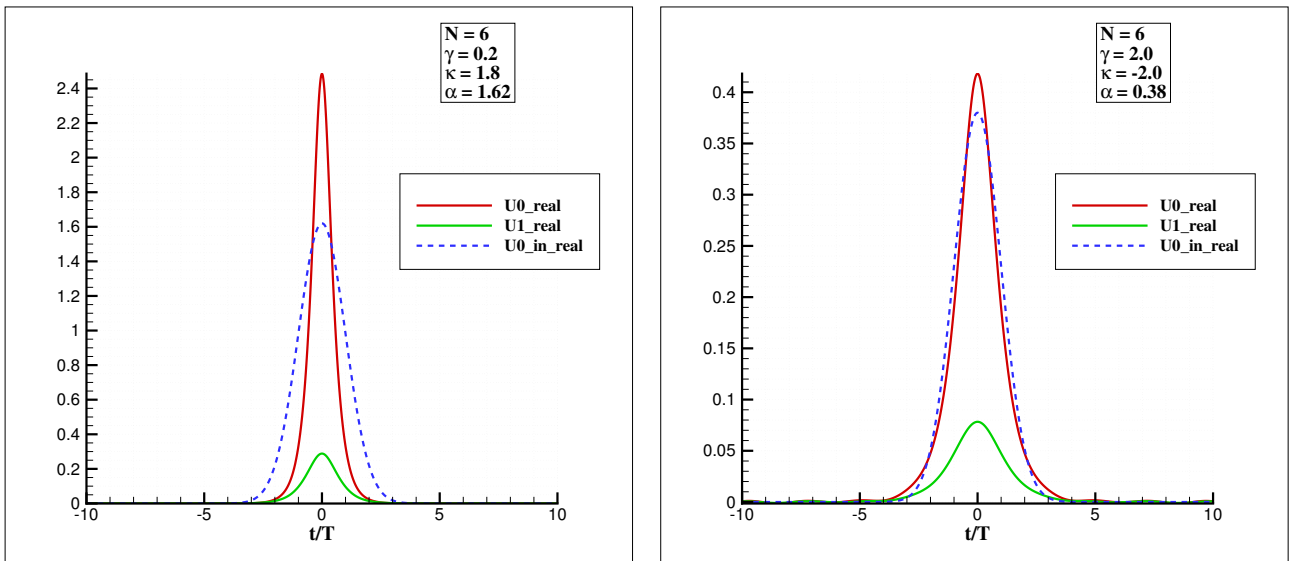 N = 6
γ = 0.2
κ = 1.8
α = 1.62
2.4
2.2
2
1.8
1.6
1.4
1.2
1
0.8
0.6
0.4
0.2
0
U0_real
U1_real
U0_in_real
-10 -5 0 5 10
t/T
N = 6
γ = 2.0
κ = -2.0
α = 0.38
0.4
0.35
0.3
0.25
0.2
0.15
0.1
0.05
0
U0_real
U1_real
U0_in_real
-10 -5 0 5 10
t/T